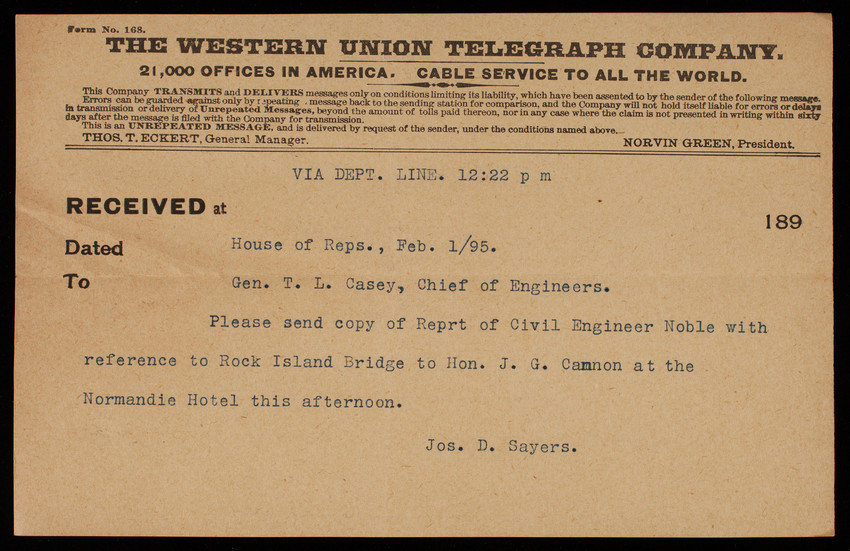 Form No. 168.
THE WESTERN UNION TELEGRAPH COMPANY.
21,000 OFFICES IN AMERICA. CABLE SERVICE TO ALL THE WORLD.
This Company TRANSMITS and DELIVERS messages only on conditions limiting its liability, which have been assented to by the sender of the following message.
Errors can be guarded against only by repeating a message back to the sending station for comparison, and the Company will not hold itself liable for errors or delays
in transmission or delivery of Unrepeated Messages, beyond the amount of tolls paid thereon, nor in any case where the claim is not presented in writing within sixty
days after the message is filed with the Company for transmission.
This is an UNREPEATED MESSAGE, and is delivered by request of the sender, under the conditions named above.
THOS. T. ECKERT, General Manager. NORVIN GREEN, President.
VIA DEPT. LINE. 12:22 p m
RECEIVED at
189
Dated House of Reps., Feb. 1/95.
To Gen. T. L. Casey, Chief of Engineers.
Please send copy of Reprt of Civil Engineer Noble with
reference to Rock Island Bridge to Hon. J. G. Cannon at the
Normandie Hotel this afternoon.
Jos. D. Sayers.